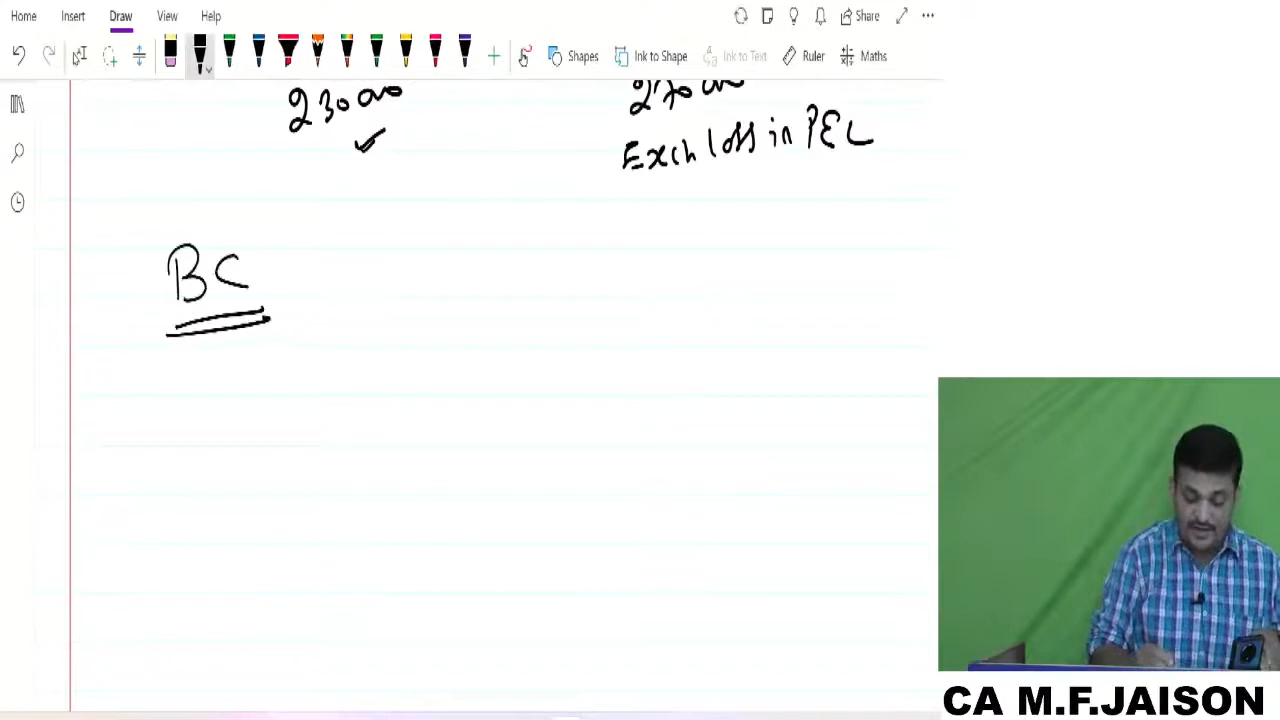 Home Insert Draw View Help Share
Shapes Ink to Shape Ink to Text Ruler Maths
230000 270000
Exch loss in P&L
BC
CA M.F.JAISON